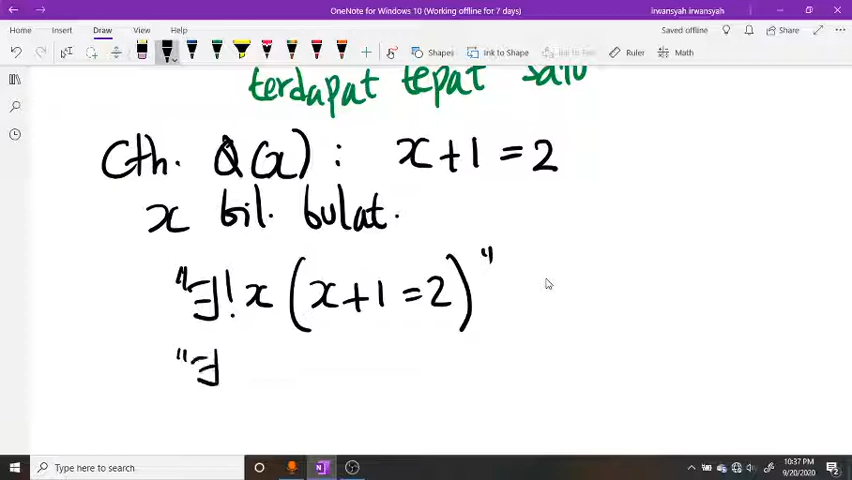 OneNote for Windows 10 (Working offline for 7 days)
irwansyah irwansyah
Home Insert Draw View Help
Saved offline Share
Shapes Ink to Shape Ink to Text Ruler Math
terdapat tepat satu
Cth. Q(x) : x+1=2
x bil. bulat.
"∃!x (x+1=2)"
"∃
Type here to search
10:37 PM
9/20/2020